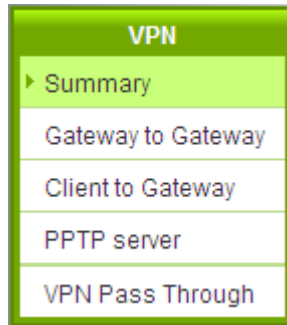 VPN
Summary
Gateway to Gateway
Client to Gateway
PPTP server
VPN Pass Through